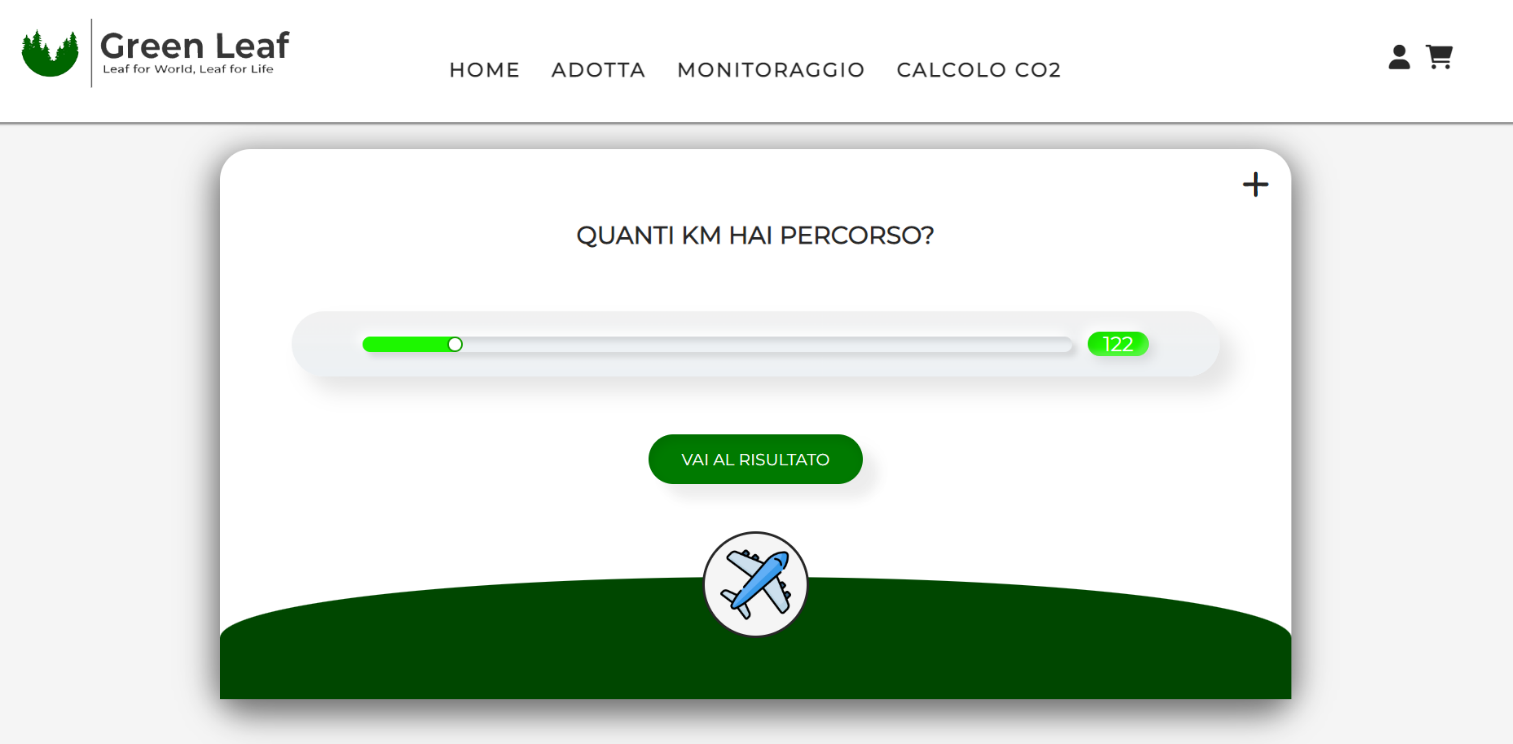 Green Leaf
Leaf for World, Leaf for Life
HOME ADOTTA MONITORAGGIO CALCOLO CO2
QUANTI KM HAI PERCORSO?
122
VAI AL RISULTATO